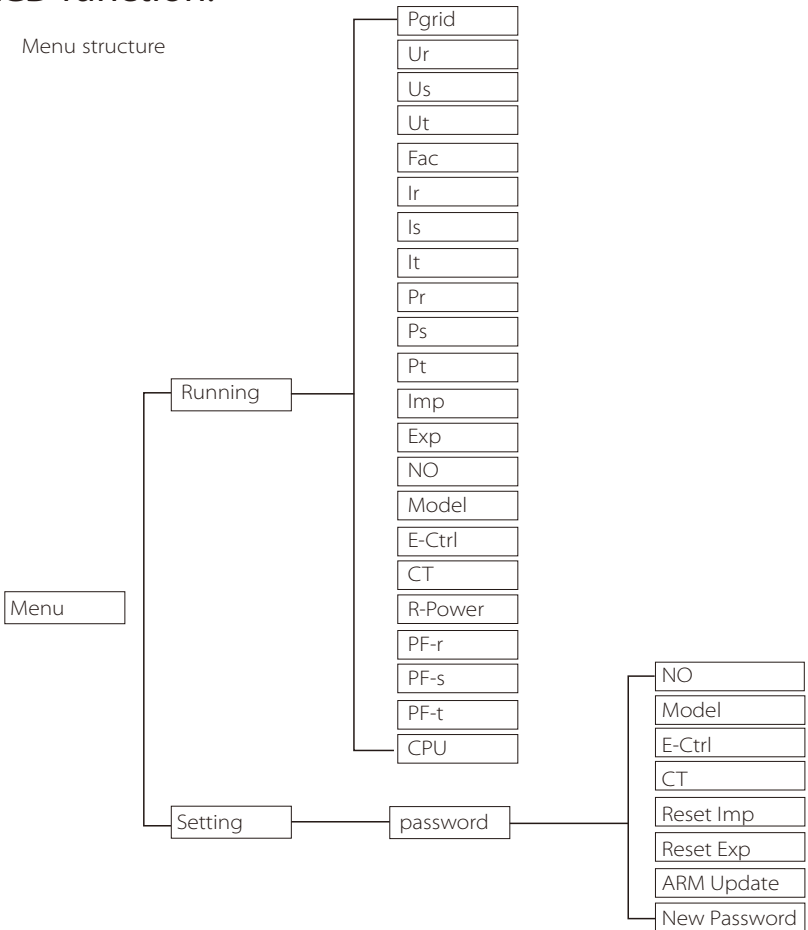 function.
Menu structure
Pgrid
Ur
Us
Ut
Fac
Ir
Is
It
Pr
Ps
Pt
Imp
Exp
NO
Model
E-Ctrl
CT
R-Power
PF-r
PF-s
PF-t
CPU
Running
Menu
Setting
password
NO
Model
E-Ctrl
CT
Reset Imp
Reset Exp
ARM Update
New Password